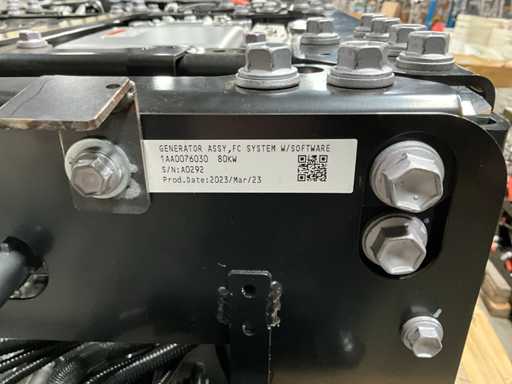 GENERATOR ASSY,FC SYSTEM W/SOFTWARE
1AA0076030 80KW
S/N:A0292
Prod.Date:2023/Mar/23